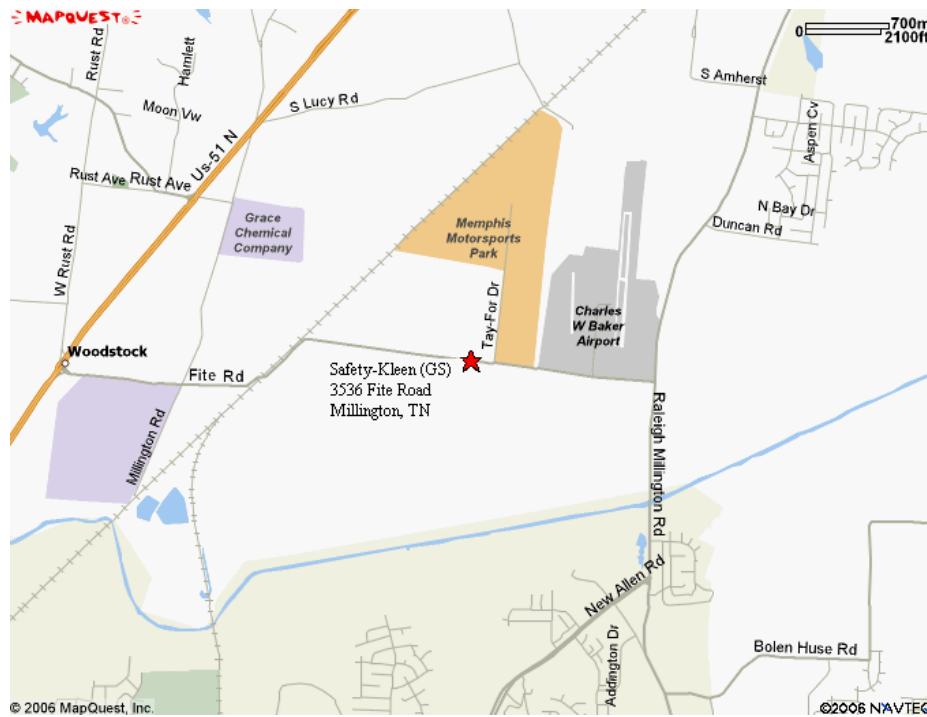 MAPQUEST
700m
0
2100ft
Rust Rd
Hamlett
Us-51 N
S Amherst
Moon Vw
S Lucy Rd
Aspen Cv
Rust Ave Rust Ave
N Bay Dr
Grace
Chemical
Company
Memphis
Motorsports
Park
Duncan Rd
W Rust Rd
Tay-For Dr
Charles
W Baker
Airport
Woodstock
Fite Rd
Safety-Kleen (GS)
3536 Fite Road
Millington, TN
Millington Rd
Raleigh Millington Rd
New Allen Rd
Addington Dr
Bolen Huse Rd
© 2006 MapQuest, Inc.
©2006 NAVTEQ